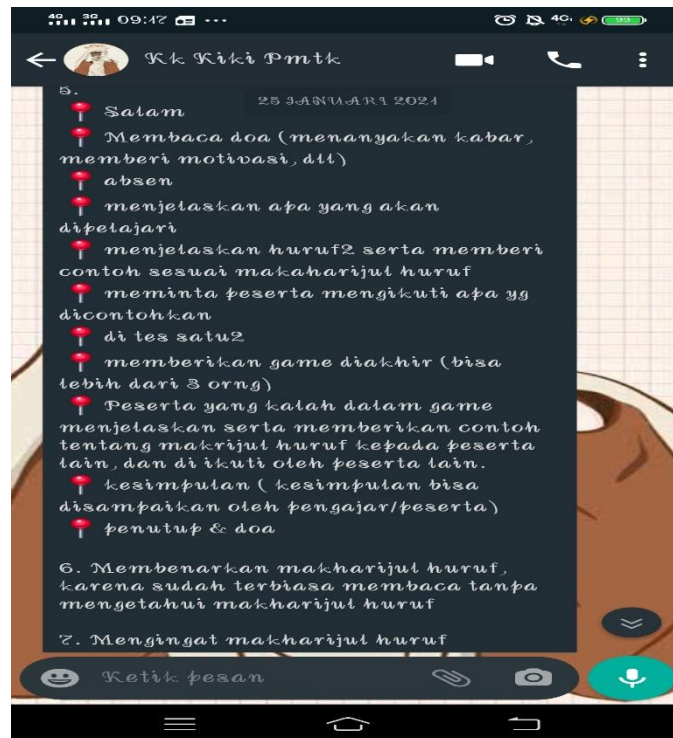 4G 3G 09:47 ...
4G 99
Kk Kiki Pmtk
5.
25 JANUARI 2021
Salam
Membaca doa (menanyakan kabar,
memberi motivasi, dll)
absen
menjelaskan apa yang akan
dipelajari
menjelaskan huruf2 serta memberi
contoh sesuai makaharijul huruf
meminta peserta mengikuti apa yg
dicontohkan
di tes satu2
memberikan game diakhir (bisa
lebih dari 3 orng)
Peserta yang kalah dalam game
menjelaskan serta memberikan contoh
tentang makrijul huruf kepada peserta
lain, dan di ikuti oleh peserta lain.
kesimpulan ( kesimpulan bisa
disampaikan oleh pengajar/peserta)
penutup & doa
6. Membenarkan makharijul huruf,
karena sudah terbiasa membaca tanpa
mengetahui makharijul huruf
7. Mengingat makharijul huruf
Ketik pesan